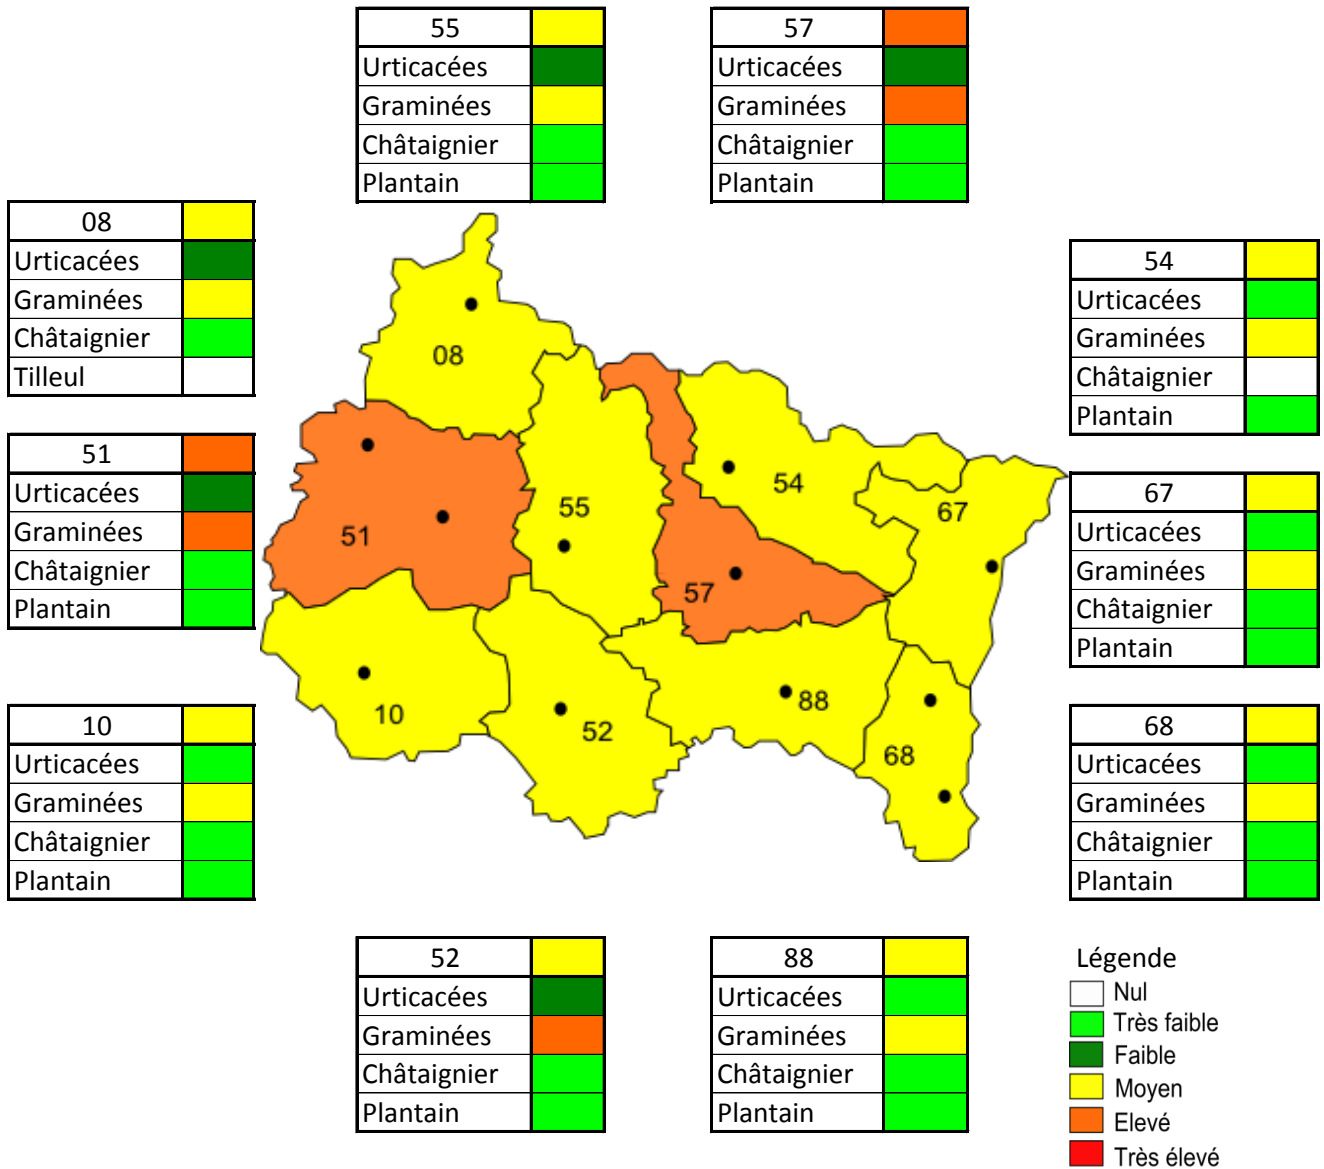 55
Urticacées
Graminées
Châtaignier
Plantain
57
Urticacées
Graminées
Châtaignier
Plantain
08
Urticacées
Graminées
Châtaignier
Tilleul
54
Urticacées
Graminées
Châtaignier
Plantain
51
Urticacées
Graminées
Châtaignier
Plantain
67
Urticacées
Graminées
Châtaignier
Plantain
10
Urticacées
Graminées
Châtaignier
Plantain
68
Urticacées
Graminées
Châtaignier
Plantain
08
54
55
67
51
57
88
10
52
68
52
Urticacées
Graminées
Châtaignier
Plantain
88
Urticacées
Graminées
Châtaignier
Plantain
Légende
Nul
Très faible
Faible
Moyen
Elevé
Très élevé